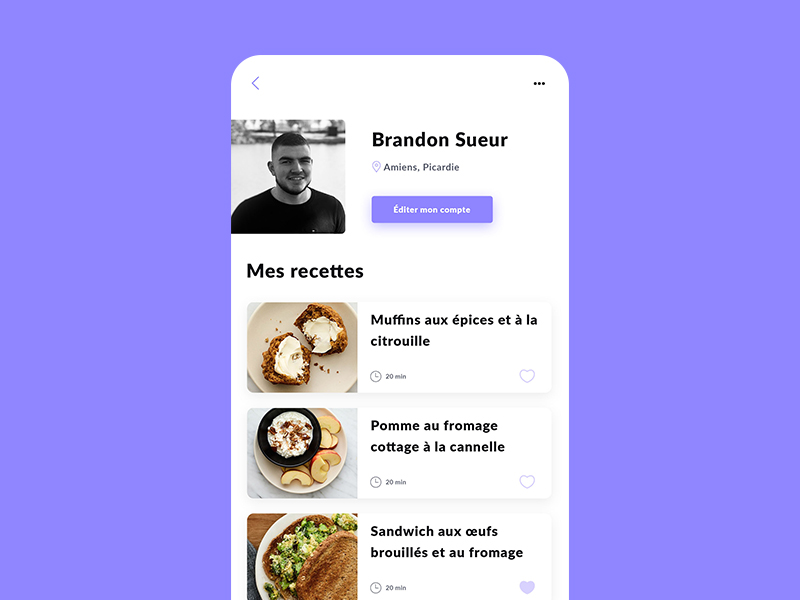 Brandon Sueur
Amiens, Picardie
Éditer mon compte
Mes recettes
Muffins aux épices et à la
citrouille
20 min
Pomme au fromage
cottage à la cannelle
20 min
Sandwich aux œufs
brouillés et au fromage
20 min